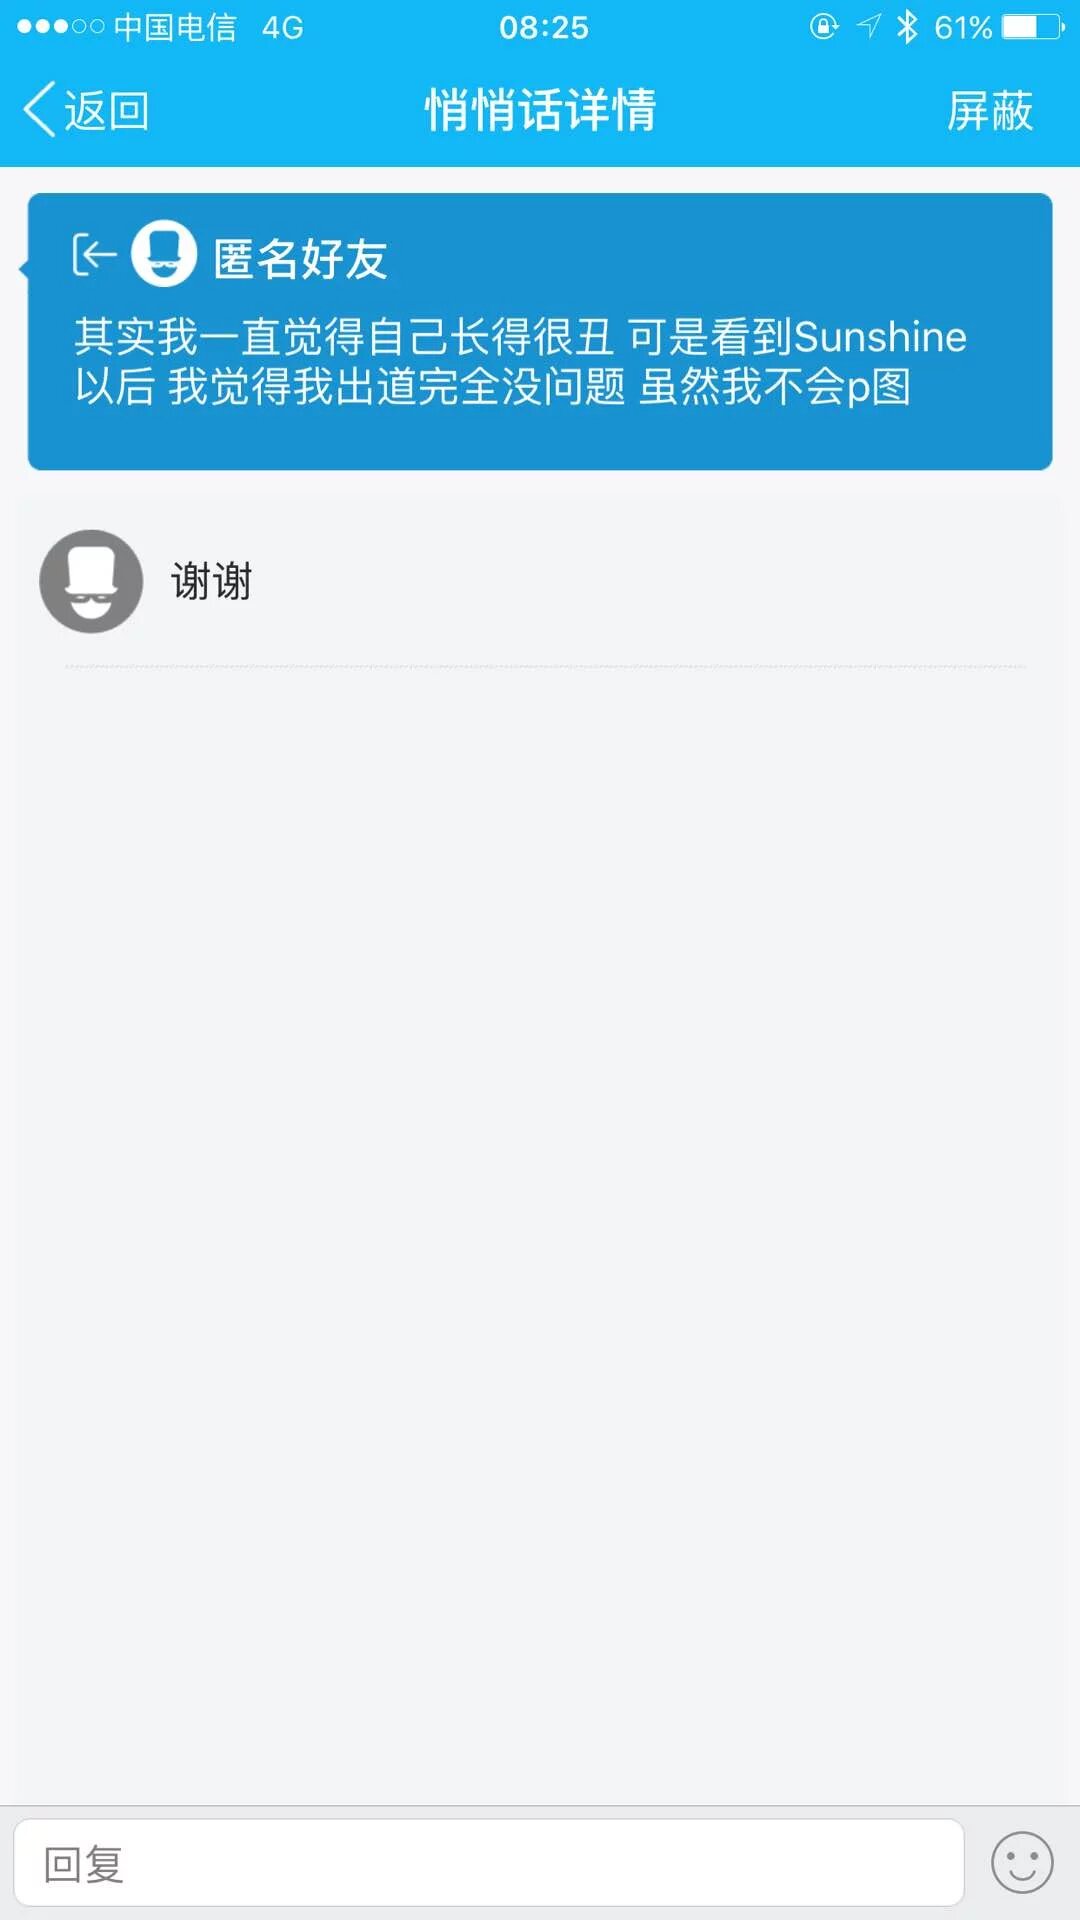 中国电信 4G 08:25 61%
返回 悄悄话详情 屏蔽
匿名好友
其实我一直觉得自己长得很丑 可是看到Sunshine
以后 我觉得我出道完全没问题 虽然我不会p图
谢谢
回复